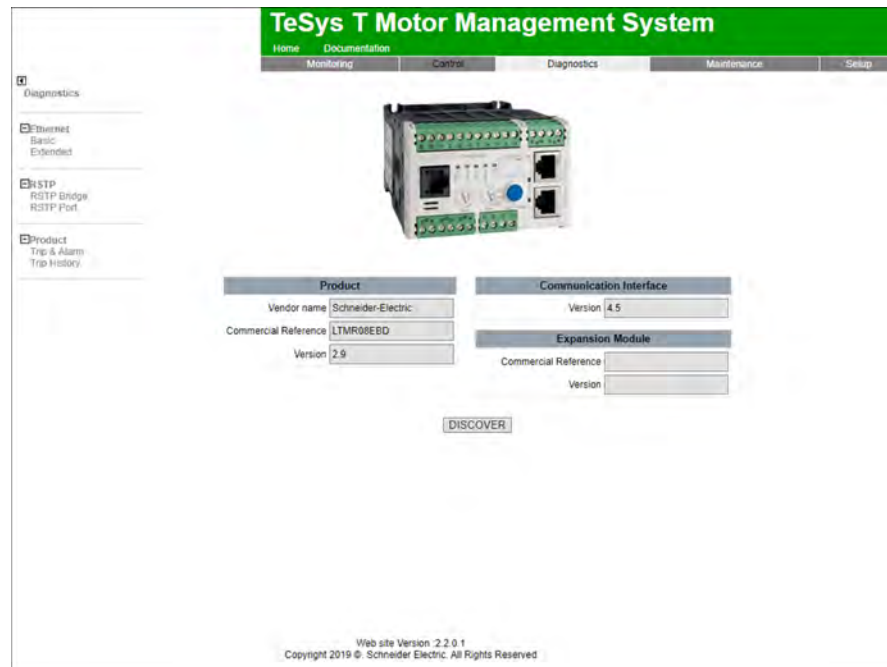 TeSys T Motor Management System
Home Documentation
Monitoring Control Diagnostics Maintenance Setup
Diagnostics
Ethernet
Basic
Extended
RSTP
RSTP Bridge
RSTP Port
Product
Trip & Alarm
Trip History
Product
Vendor name Schneider-Electric
Commercial Reference LTMR08EBD
Version 2.9
Communication Interface
Version 4.5
Expansion Module
Commercial Reference
Version
DISCOVER
Web site Version :2.2.0.1
Copyright 2019 ©. Schneider Electric. All Rights Reserved